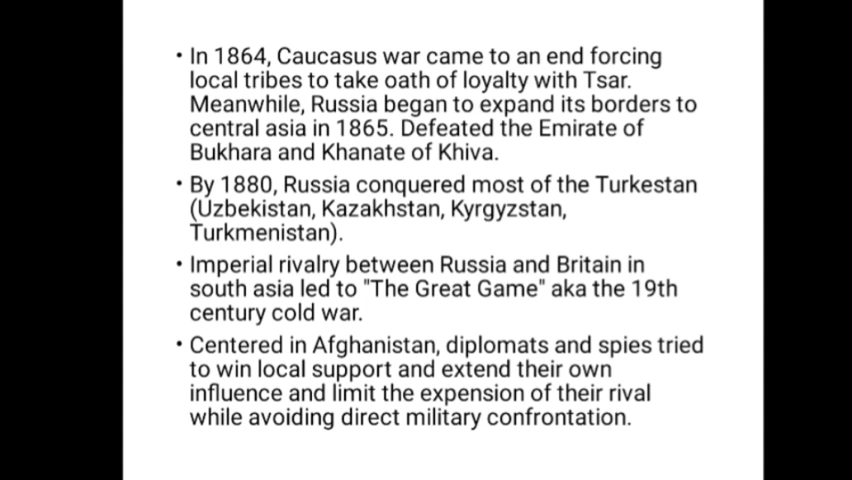 • In 1864, Caucasus war came to an end forcing
local tribes to take oath of loyalty with Tsar.
Meanwhile, Russia began to expand its borders to
central asia in 1865. Defeated the Emirate of
Bukhara and Khanate of Khiva.
• By 1880, Russia conquered most of the Turkestan
(Uzbekistan, Kazakhstan, Kyrgyzstan,
Turkmenistan).
• Imperial rivalry between Russia and Britain in
south asia led to "The Great Game" aka the 19th
century cold war.
• Centered in Afghanistan, diplomats and spies tried
to win local support and extend their own
influence and limit the expension of their rival
while avoiding direct military confrontation.